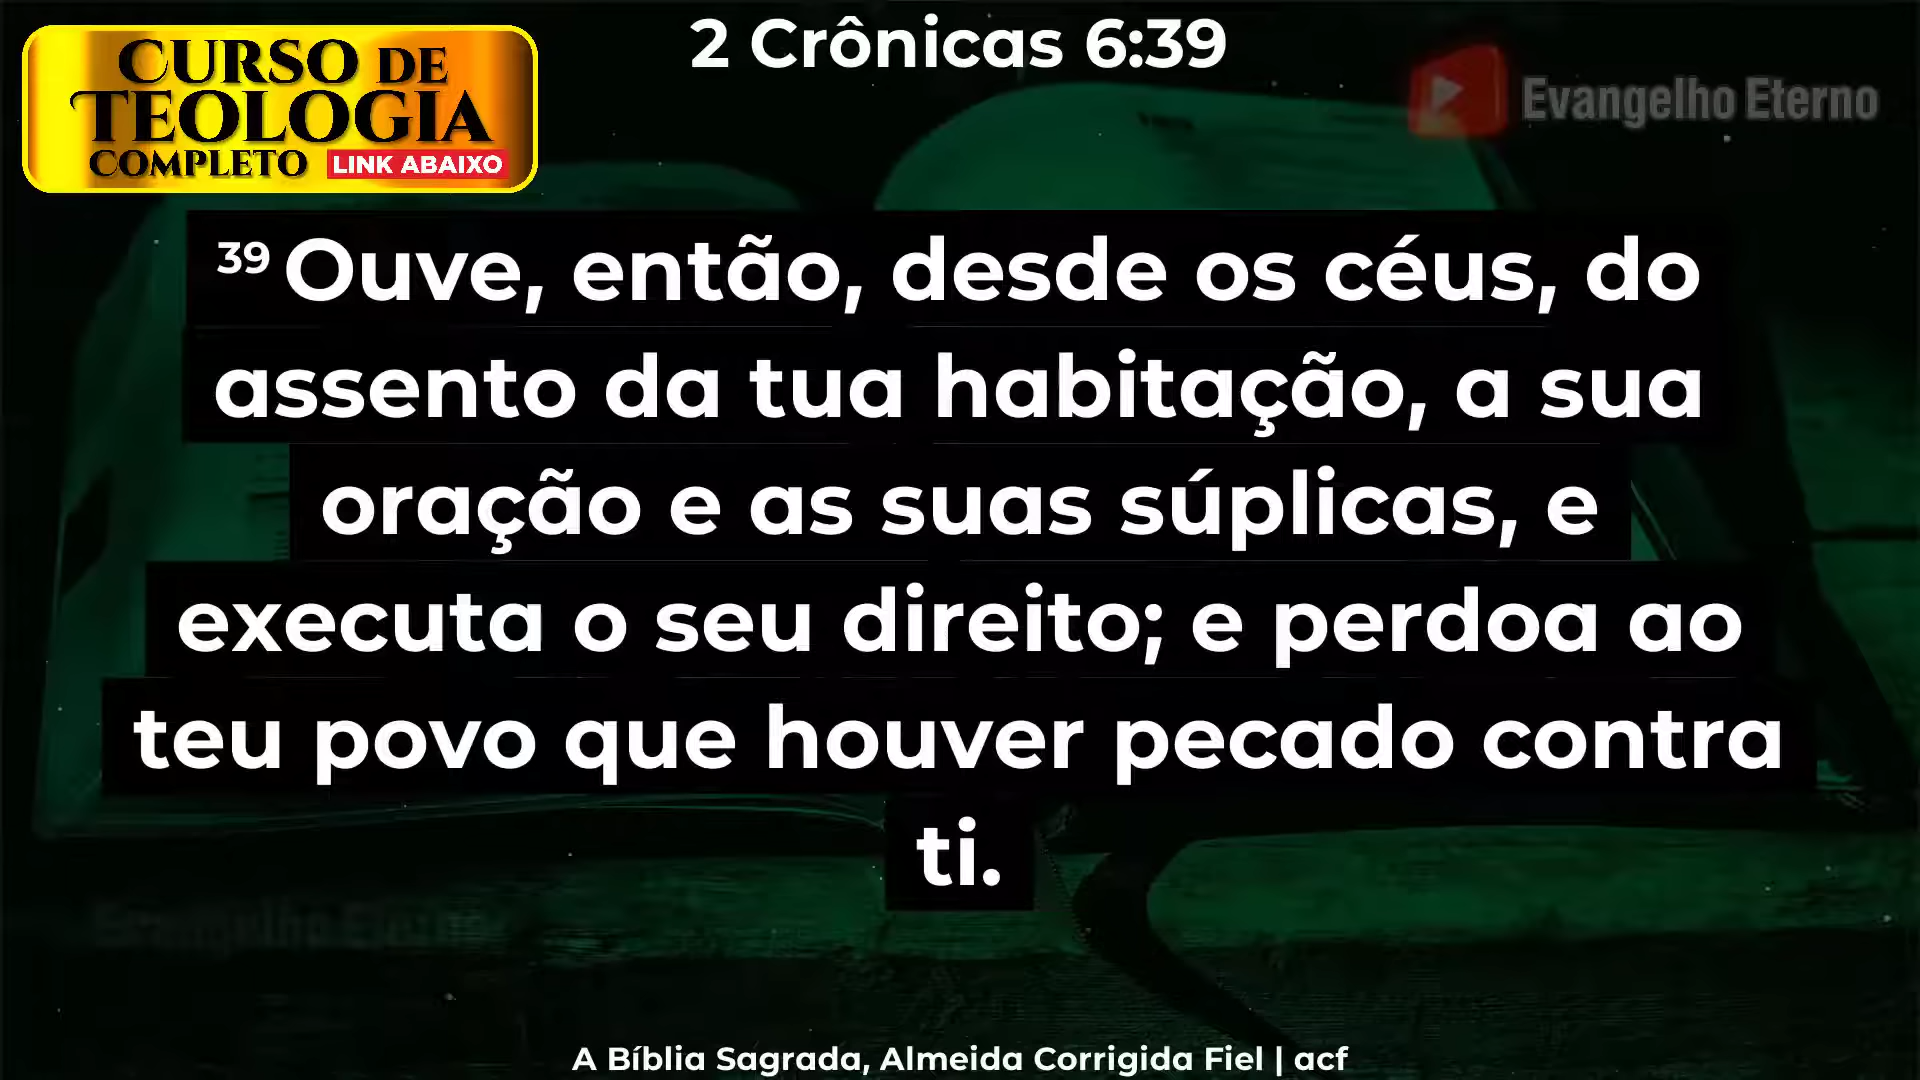 2 Crônicas 6:39
CURSO DE
TEOLOGIA
COMPLETO LINK ABAIXO
Evangelho Eterno
39 Ouve, então, desde os céus, do
assento da tua habitação, a sua
oração e as suas súplicas, e
executa o seu direito; e perdoa ao
teu povo que houver pecado contra
ti.
Evangelho Eterno
A Bíblia Sagrada, Almeida Corrigida Fiel | acf